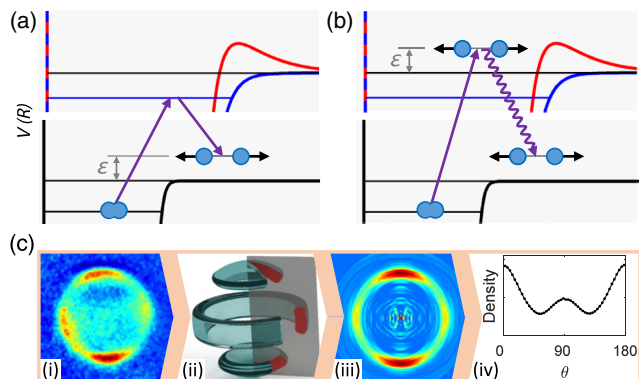 (a)
(b)
ε
V (R)
ε
(c)
(i)
(ii)
(iii)
Density
0
90
180
θ
(iv)